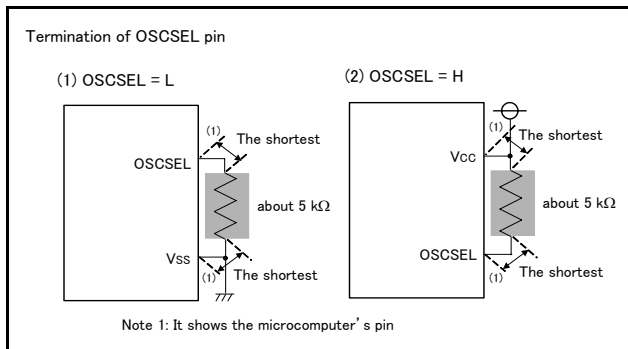 Termination of OSCSEL pin
(1) OSCSEL = L
(1)
The shortest
OSCSEL
about 5 kΩ
Vss
(1)
The shortest
(2) OSCSEL = H
(1)
The shortest
Vcc
about 5 kΩ
OSCSEL
(1)
The shortest
Note 1: It shows the microcomputer's pin